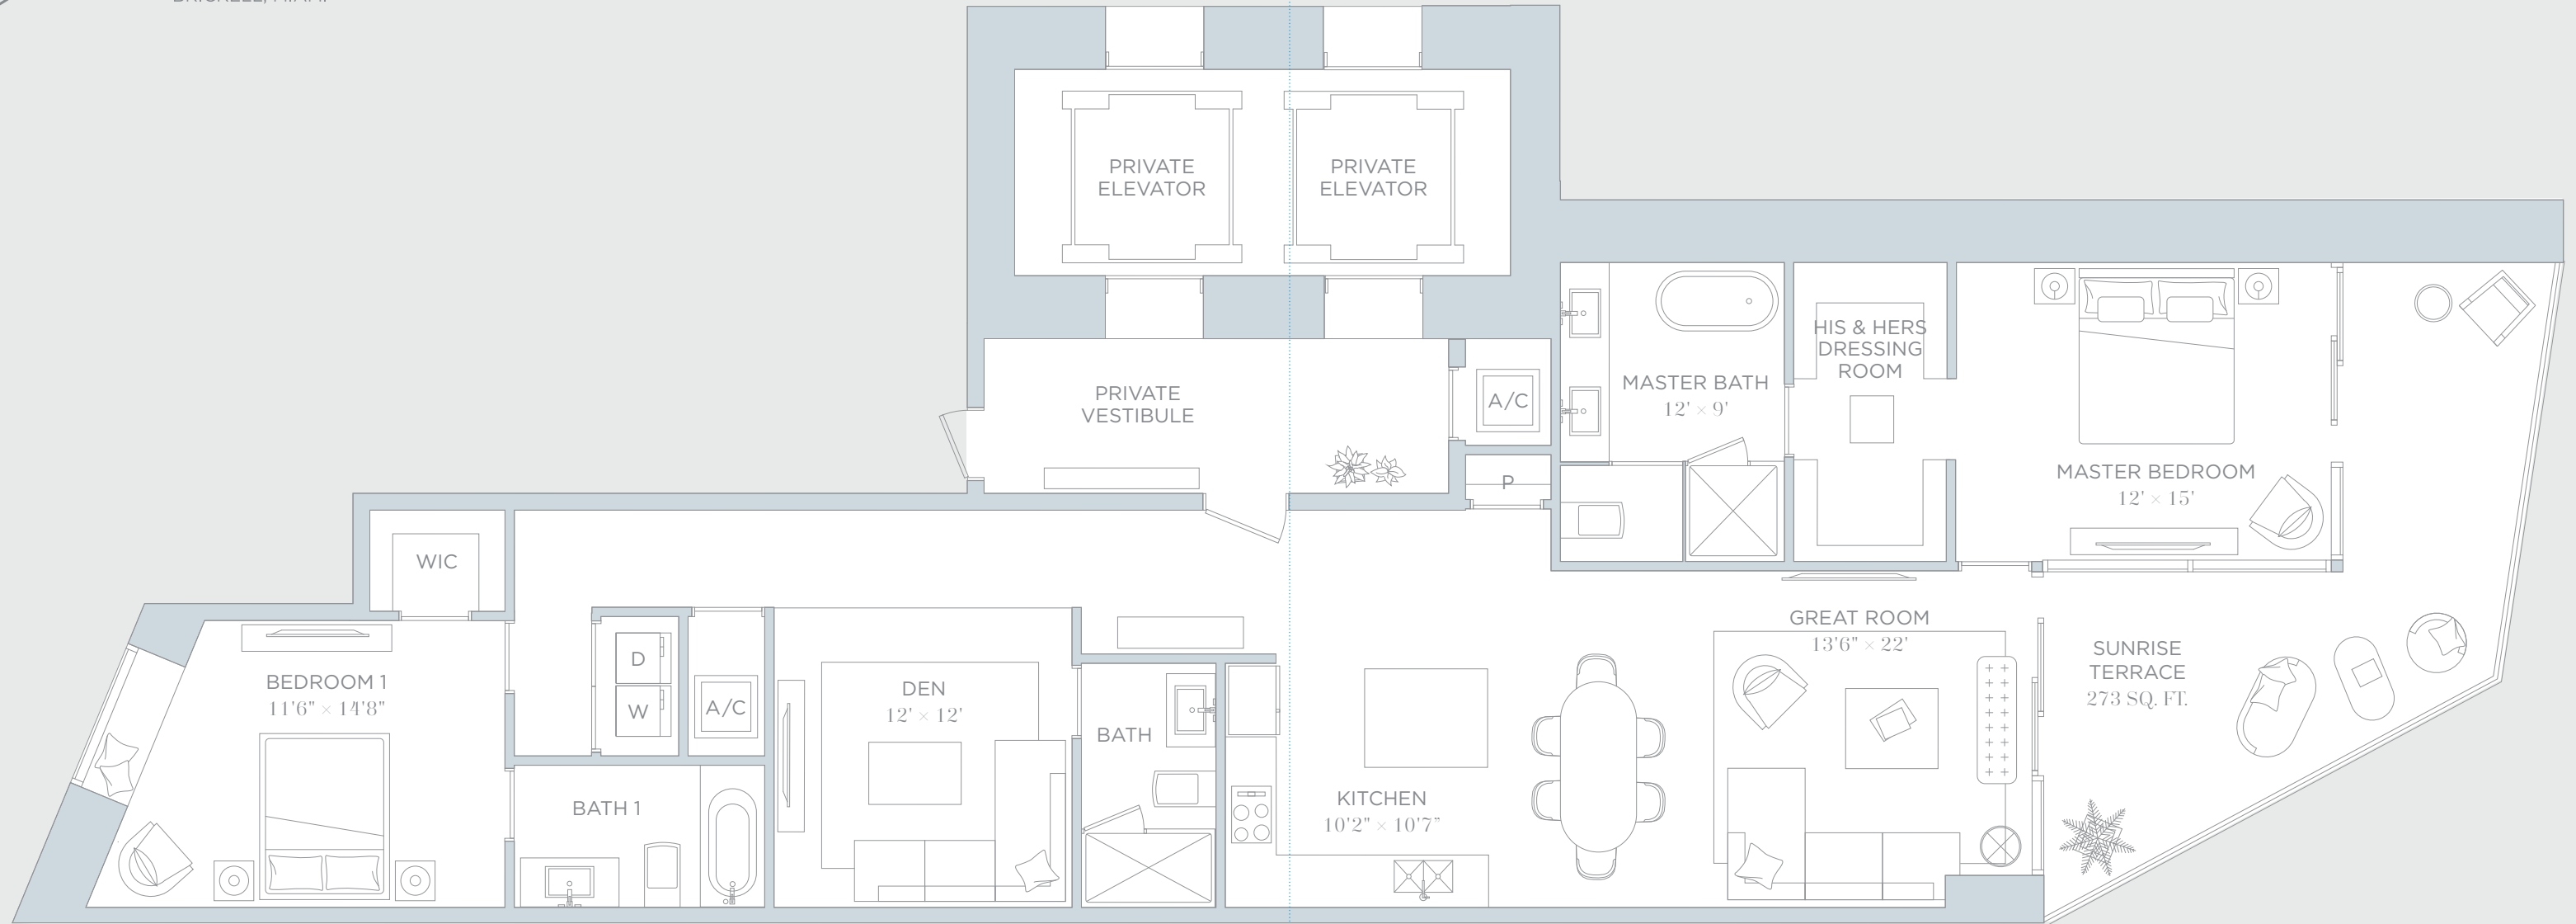 PRIVATE
ELEVATOR
PRIVATE
ELEVATOR
PRIVATE
VESTIBULE
A/C
P
MASTER BATH
12' × 9'
HIS & HERS
DRESSING
ROOM
MASTER BEDROOM
12' × 15'
WIC
BEDROOM 1
11'6" × 14'8"
D
W
A/C
BATH 1
DEN
12' × 12'
BATH
KITCHEN
10'2" × 10'7”
GREAT ROOM
13'6" × 22'
SUNRISE
TERRACE
273 SQ. FT.